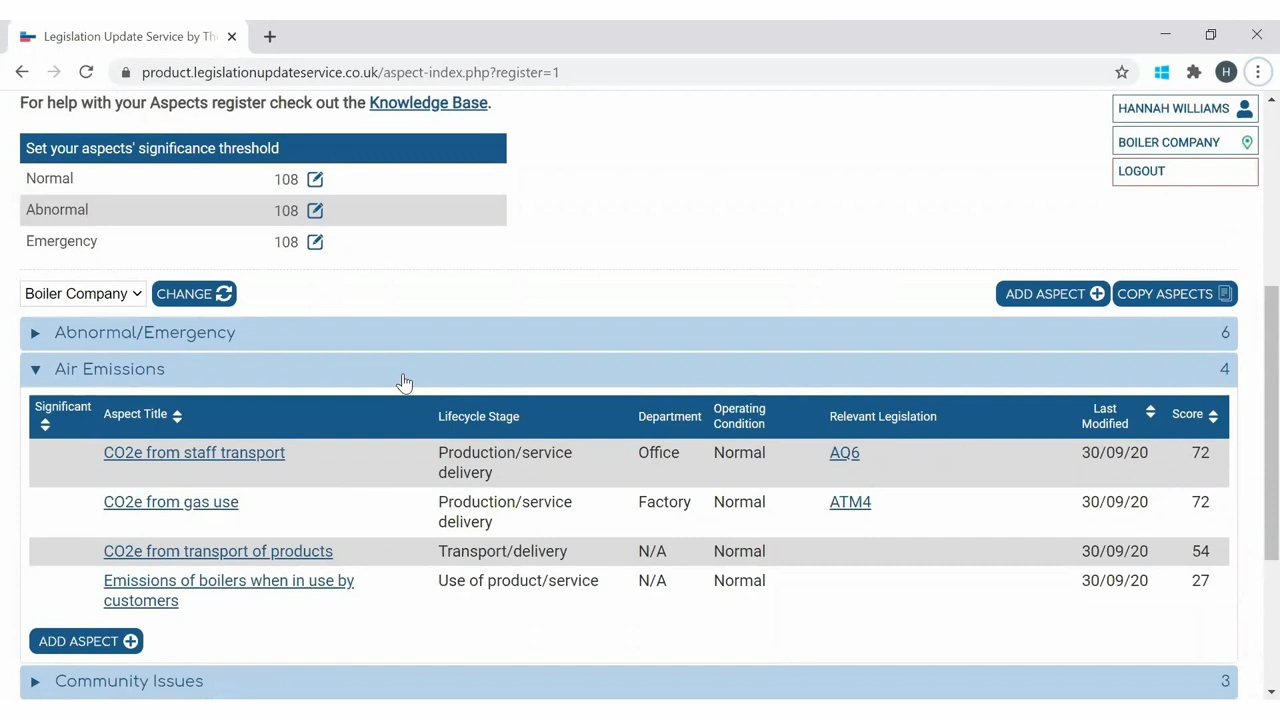 Legislation Update Service by Th
product.legislationupdateservice.co.uk/aspect-index.php?register=1
H
For help with your Aspects register check out the Knowledge Base.
HANNAH WILLIAMS
BOILER COMPANY
LOGOUT
Set your aspects' significance threshold
Normal 108
Abnormal 108
Emergency 108
Boiler Company CHANGE ADD ASPECT COPY ASPECTS
Abnormal/Emergency 6
Air Emissions 4
Significant Aspect Title Lifecycle Stage Department Operating Condition Relevant Legislation Last Modified Score
CO2e from staff transport Production/service delivery Office Normal AQ6 30/09/20 72
CO2e from gas use Production/service delivery Factory Normal ATM4 30/09/20 72
CO2e from transport of products Transport/delivery N/A Normal 30/09/20 54
Emissions of boilers when in use by customers Use of product/service N/A Normal 30/09/20 27
ADD ASPECT
Community Issues 3